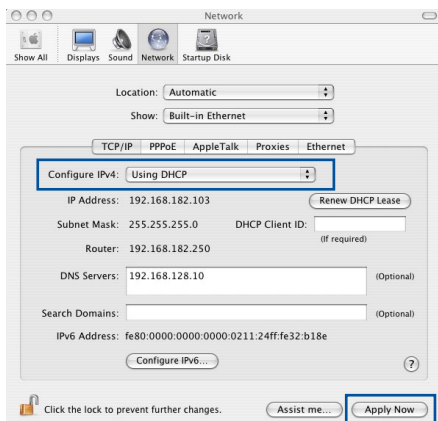 Network
Show All Displays Sound Network Startup Disk
Location: Automatic
Show: Built-in Ethernet
TCP/IP PPPoE AppleTalk Proxies Ethernet
Configure IPv4: Using DHCP
IP Address: 192.168.182.103 Renew DHCP Lease
Subnet Mask: 255.255.255.0 DHCP Client ID:
(If required)
Router: 192.168.182.250
DNS Servers: 192.168.128.10 (Optional)
Search Domains: (Optional)
IPv6 Address: fe80:0000:0000:0000:0211:24ff:fe32:b18e
Configure IPv6... ?
Click the lock to prevent further changes. Assist me... Apply Now